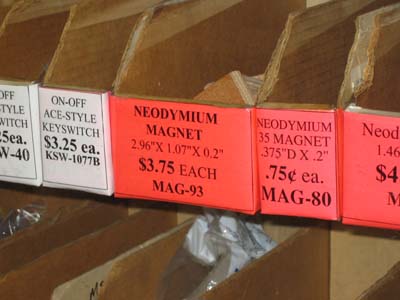 -OFF
-STYLE
SWITCH
25ea.
W-40
ON-OFF
ACE-STYLE
KEYSWITCH
$3.25 ea.
KSW-1077B
NEODYMIUM
MAGNET
2.96"X 1.07"X 0.2"
$3.75 EACH
MAG-93
NEODYMIUM
35 MAGNET
.375"D X .2"
.75¢ ea.
MAG-80
Neod
1.46
$4
M